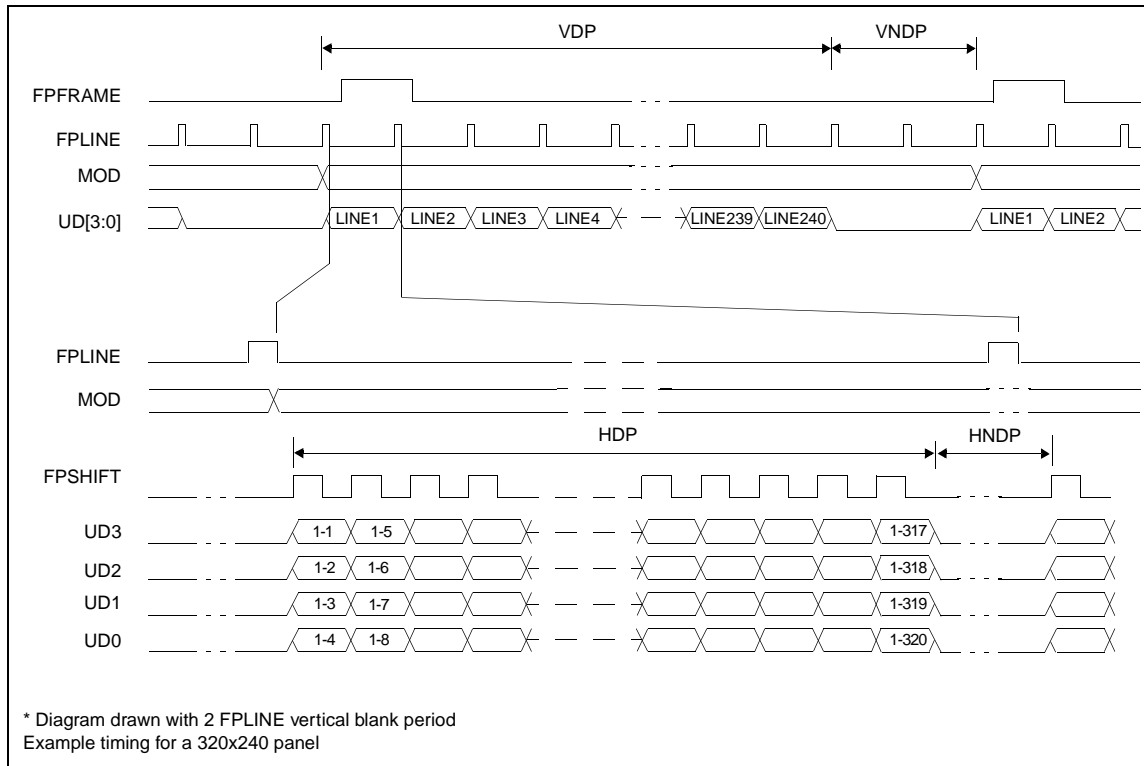 VDP VNDP
FPFRAME
FPLINE
MOD
UD[3:0] LINE1 LINE2 LINE3 LINE4 LINE239 LINE240 LINE1 LINE2
FPLINE
MOD
HDP HNDP
FPSHIFT
UD3 1-1 1-5 1-317
UD2 1-2 1-6 1-318
UD1 1-3 1-7 1-319
UD0 1-4 1-8 1-320
* Diagram drawn with 2 FPLINE vertical blank period
Example timing for a 320x240 panel